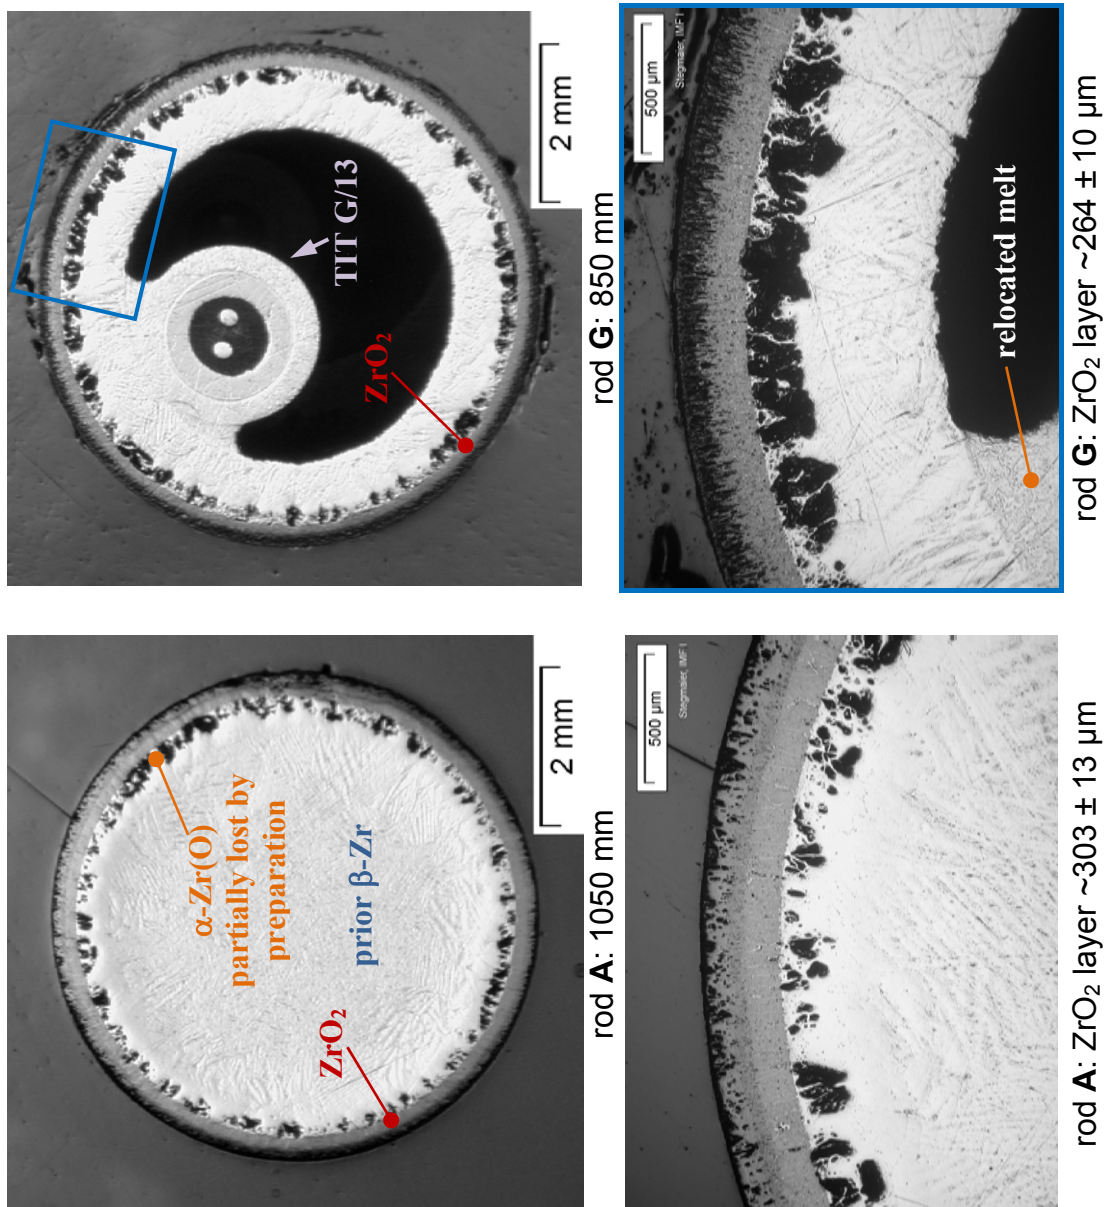 α-Zr(O)
partially lost by
preparation
prior β-Zr
ZrO₂
2 mm
rod A: 1050 mm
TIT G/13
ZrO₂
2 mm
rod G: 850 mm
500 µm
Stegmaier, IMF I
rod A: ZrO₂ layer ~303 ± 13 µm
500 µm
Stegmaier, IMF I
relocated melt
rod G: ZrO₂ layer ~264 ± 10 µm